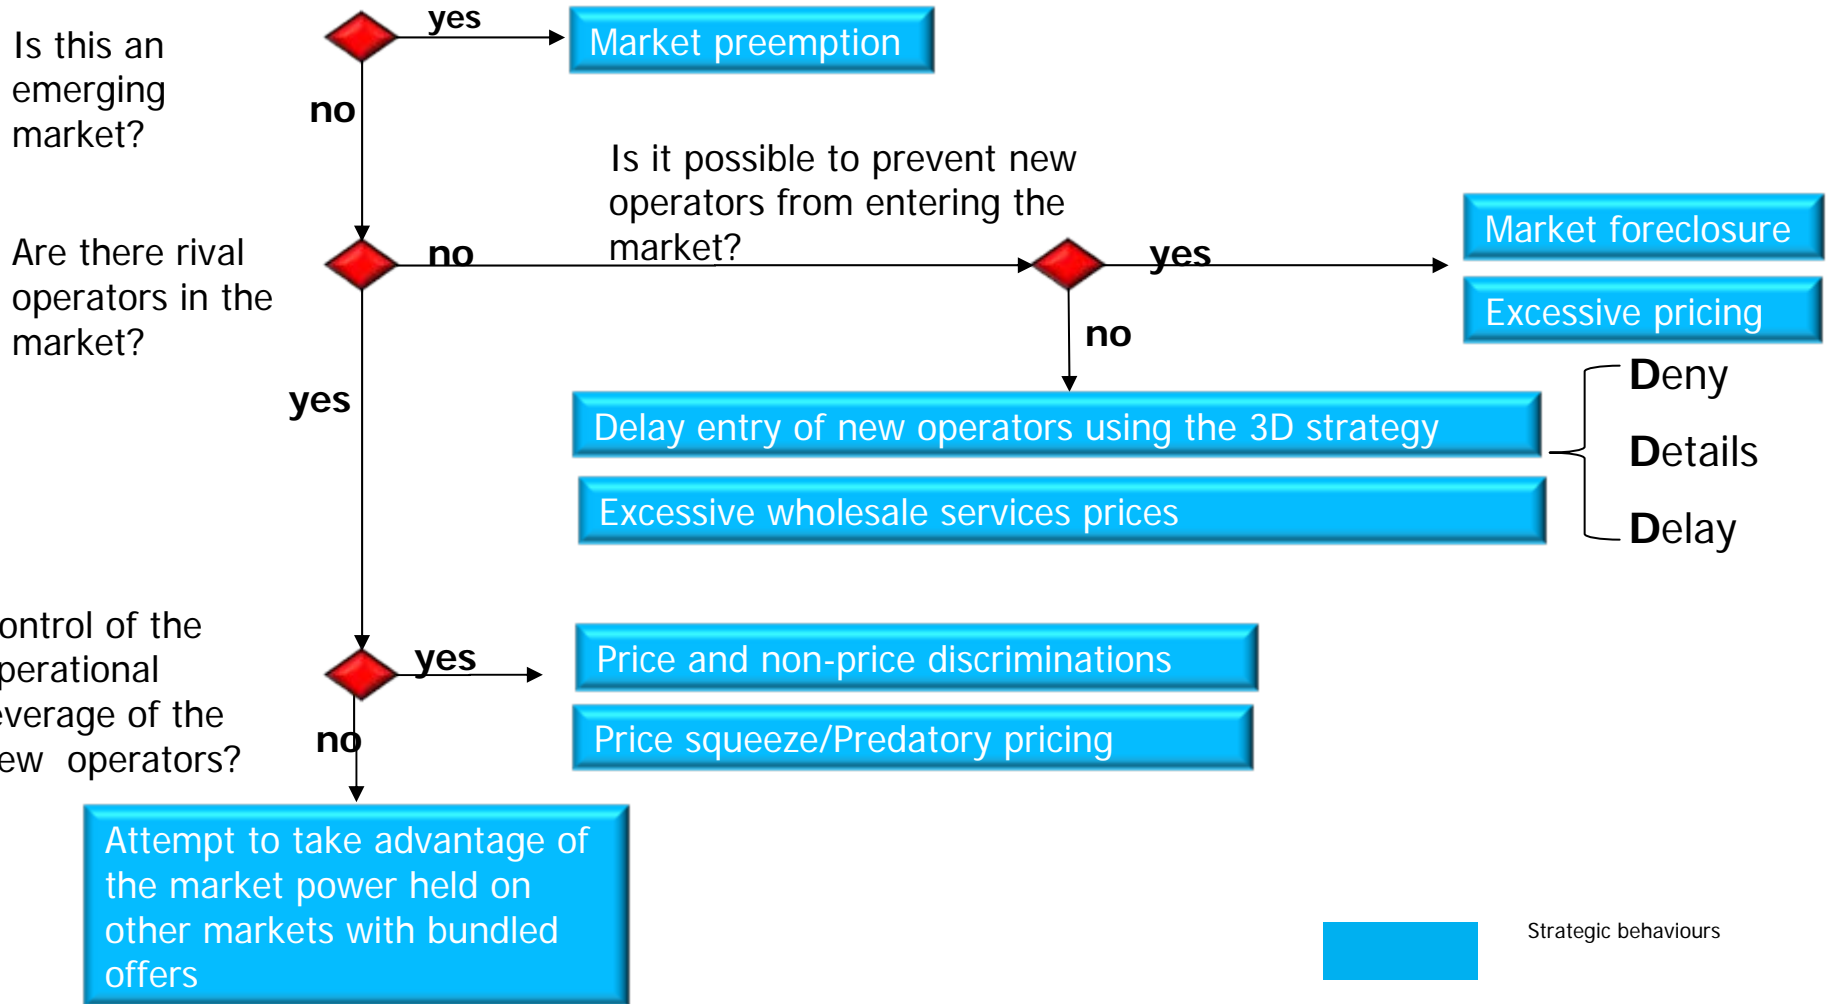 Is this an
emerging
market?
yes
Market preemption
no
Is it possible to prevent new
operators from entering the
market?
Are there rival
operators in the
market?
no
yes
Market foreclosure
Excessive pricing
no
yes
Delay entry of new operators using the 3D strategy
Excessive wholesale services prices
Deny
Details
Delay
ontrol of the
perational
everage of the
ew operators?
yes
Price and non-price discriminations
Price squeeze/Predatory pricing
no
Attempt to take advantage of
the market power held on
other markets with bundled
offers
Strategic behaviours